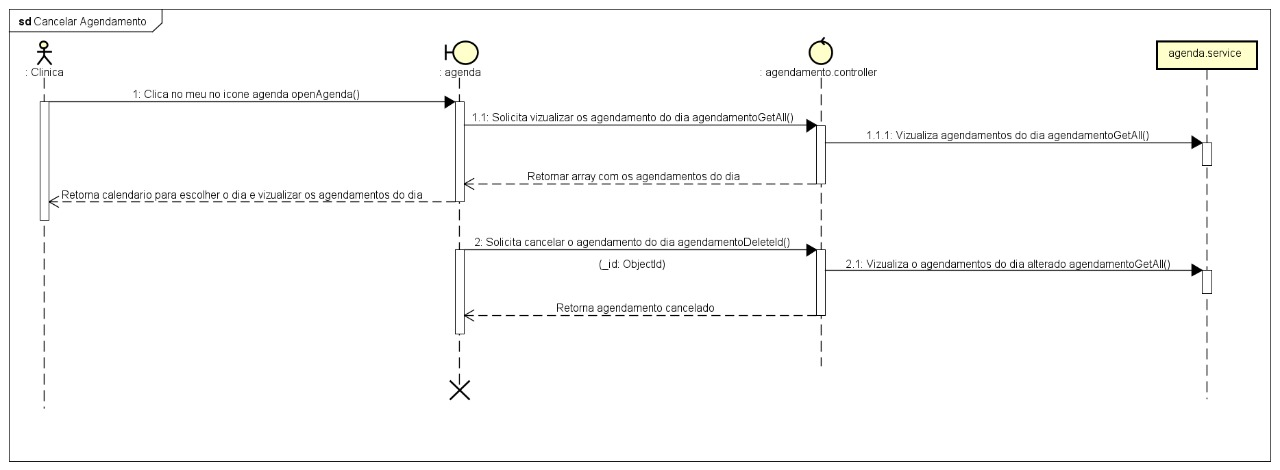 sd Cancelar Agendamento
: Clinica
: agenda
: agendamento.controller
agenda.service
1: Clica no meu no icone agenda openAgenda()
1.1: Solicita vizualizar os agendamento do dia agendamentoGetAll()
1.1.1: Vizualiza agendamentos do dia agendamentoGetAll()
Retornar array com os agendamentos do dia
Retorna calendario para escolher o dia e vizualizar os agendamentos do dia
2: Solicita cancelar o agendamento do dia agendamentoDeleteId()
(_id: ObjectId)
2.1: Vizualiza o agendamentos do dia alterado agendamentoGetAll()
Retorna agendamento cancelado